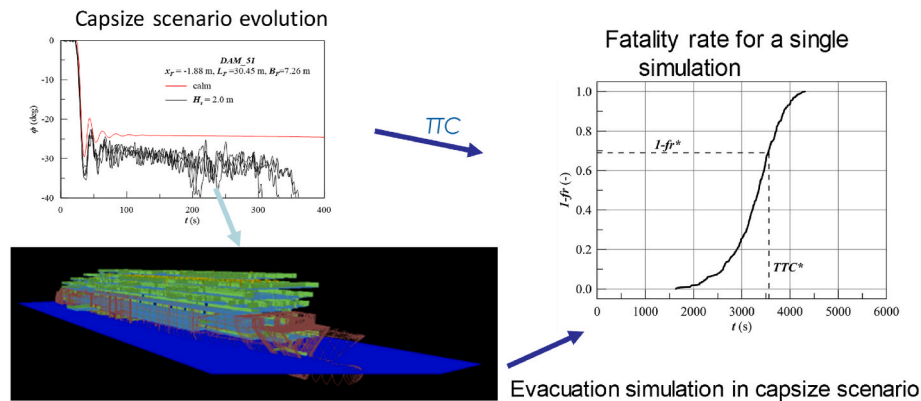 Capsize scenario evolution
0
-10
-20
-30
-40
ϕ (deg)
DAM_51
x_F = -1.88 m, L_F =30.45 m, B_F=7.26 m
calm
H_s = 2.0 m
0
100
200
300
400
t (s)
TTC
Fatality rate for a single
simulation
1.0
0.8
0.6
0.4
0.2
0.0
1-fr (-)
1-fr*
TTC*
0
1000
2000
3000
4000
5000
6000
t (s)
Evacuation simulation in capsize scenario